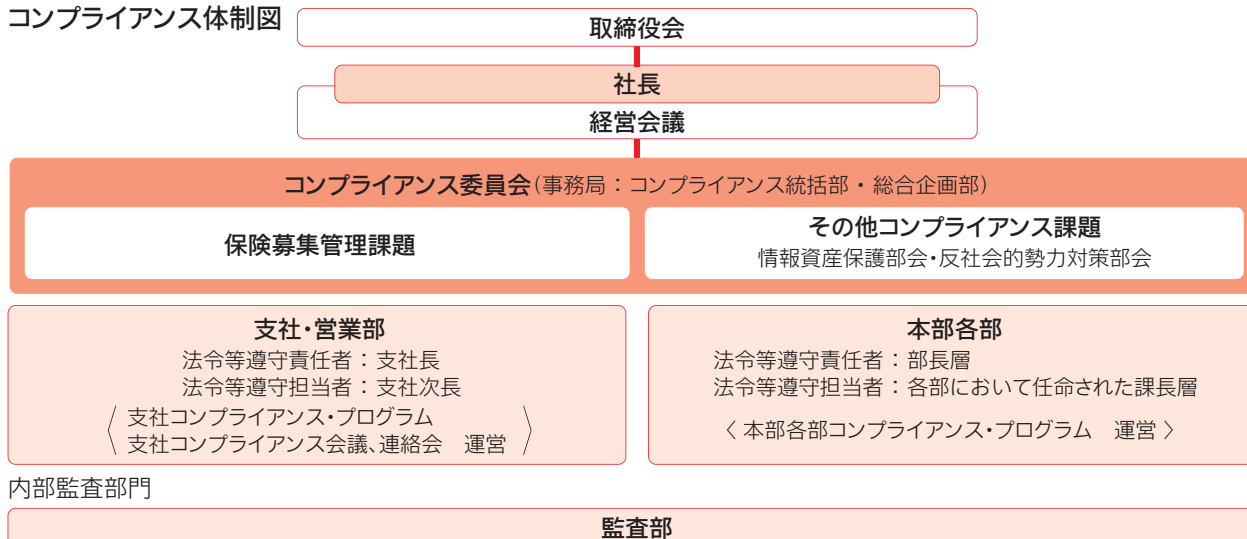 コンプライアンス体制図
取締役会
社長
経営会議
コンプライアンス委員会(事務局：コンプライアンス統括部・総合企画部)
保険募集管理課題
その他コンプライアンス課題
情報資産保護部会・反社会的勢力対策部会
支社・営業部
法令等遵守責任者：支社長
法令等遵守担当者：支社次長
〈 支社コンプライアンス・プログラム
支社コンプライアンス会議、連絡会　運営 〉
本部各部
法令等遵守責任者：部長層
法令等遵守担当者：各部において任命された課長層
〈 本部各部コンプライアンス・プログラム　運営 〉
内部監査部門
監査部